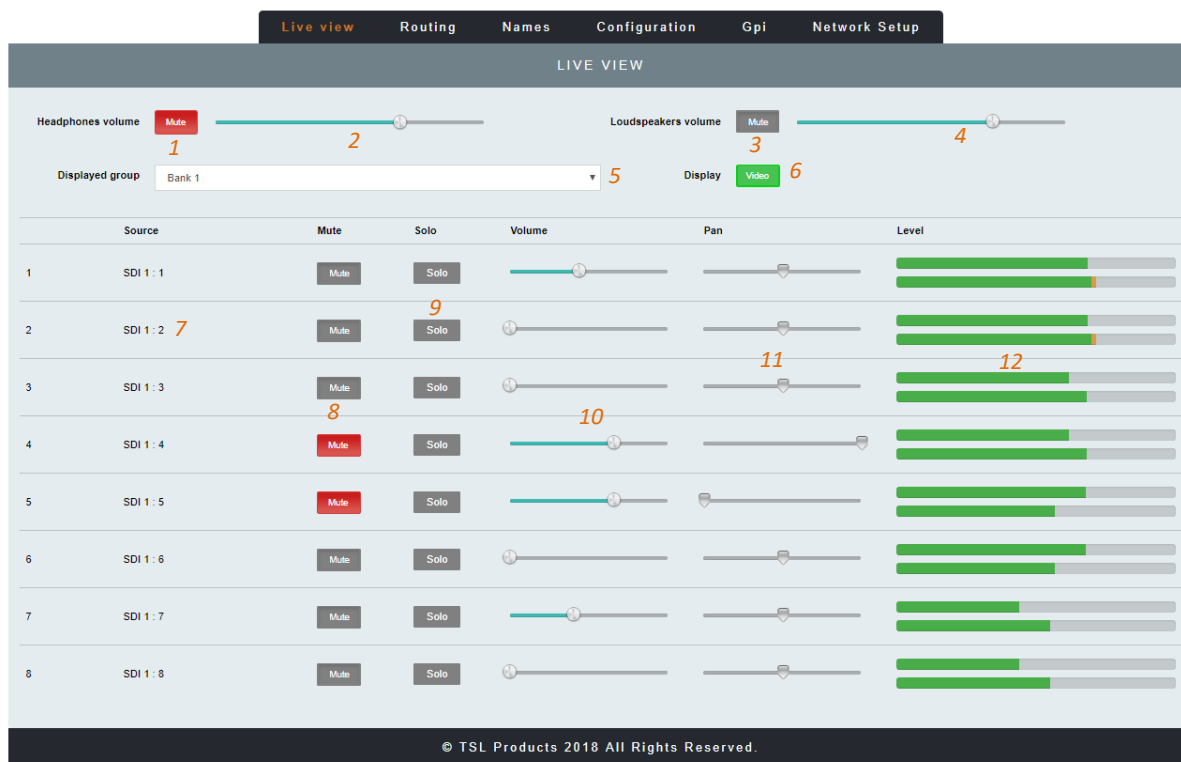 Live view Routing Names Configuration Gpi Network Setup
LIVE VIEW
Headphones volume Mute Loudspeakers volume Mute
1 2 3 4
Displayed group Bank 1 5 Display Video 6
Source Mute Solo Volume Pan Level
1 SDI 1 : 1 Mute Solo
9
2 SDI 1 : 2 7 Mute Solo
11 12
3 SDI 1 : 3 Mute Solo
8 10
4 SDI 1 : 4 Mute Solo
5 SDI 1 : 5 Mute Solo
6 SDI 1 : 6 Mute Solo
7 SDI 1 : 7 Mute Solo
8 SDI 1 : 8 Mute Solo
© TSL Products 2018 All Rights Reserved.